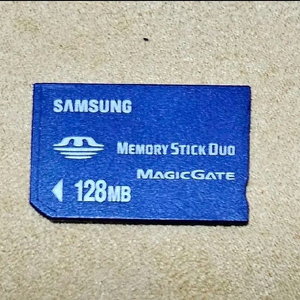 SAMSUNG
MEMORY STICK DUO
MAGICGATE
128MB